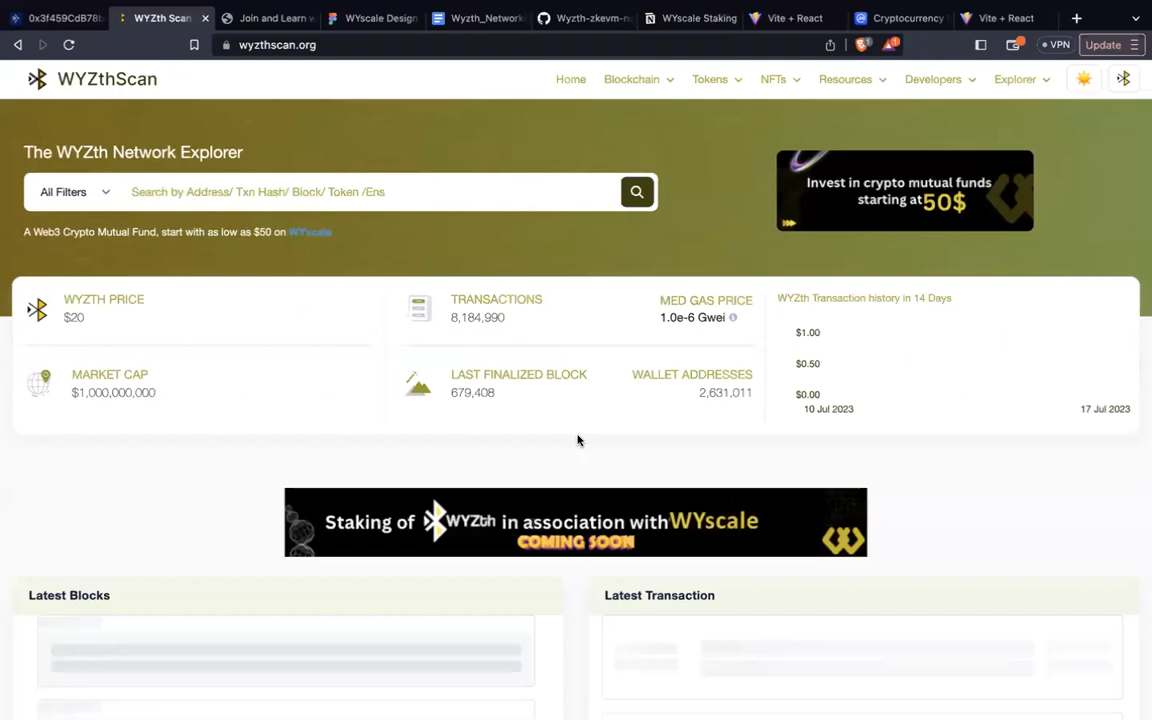 0x3f459CdB78b
WYZth Scan
Join and Learn w
WYscale Design
Wyzth_Network
Wyzth-zkevm-n
WYscale Staking
Vite + React
Cryptocurrency
Vite + React
wyzthscan.org
VPN
Update
WYZthScan
Home
Blockchain
Tokens
NFTs
Resources
Developers
Explorer
The WYZth Network Explorer
All Filters
Search by Address/ Txn Hash/ Block/ Token /Ens
A Web3 Crypto Mutual Fund, start with as low as $50 on WYscale
Invest in crypto mutual funds
starting at 50$
WYZTH PRICE
$20
TRANSACTIONS
8,184,990
MED GAS PRICE
1.0e-6 Gwei
MARKET CAP
$1,000,000,000
LAST FINALIZED BLOCK
679,408
WALLET ADDRESSES
2,631,011
WYZth Transaction history in 14 Days
$1.00
$0.50
$0.00
10 Jul 2023
17 Jul 2023
Staking of WYZth in association with WYscale
COMING SOON
Latest Blocks
Latest Transaction